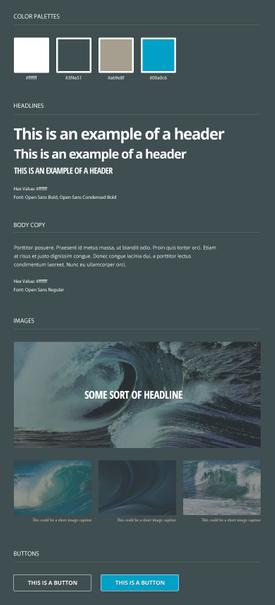 COLOR PALETTES
#ffffff
#3f4e51
#00a0c6
HEADLINES
This is an example of a header
This is an example of a header
THIS IS AN EXAMPLE OF A HEADER
Hex Value: #ffffff
Font: Open Sans Bold, Open Sans Condensed Bold
BODY COPY
Porttitor posuere. Praesent id metus massa, ut blandit odio. Proin quis tortor orci. Etiam
at risus et justo dignissim congue. Donec congue lacinia dui, a porttitor lectus
condimentum laoreet. Nunc eu ullamcorper orci.
Hex Value: #ffffff
Font: Open Sans Regular
IMAGES
SOME SORT OF HEADLINE
This could be a short image caption
This could be a short image caption
This could be a short image caption
BUTTONS
THIS IS A BUTTON
THIS IS A BUTTON